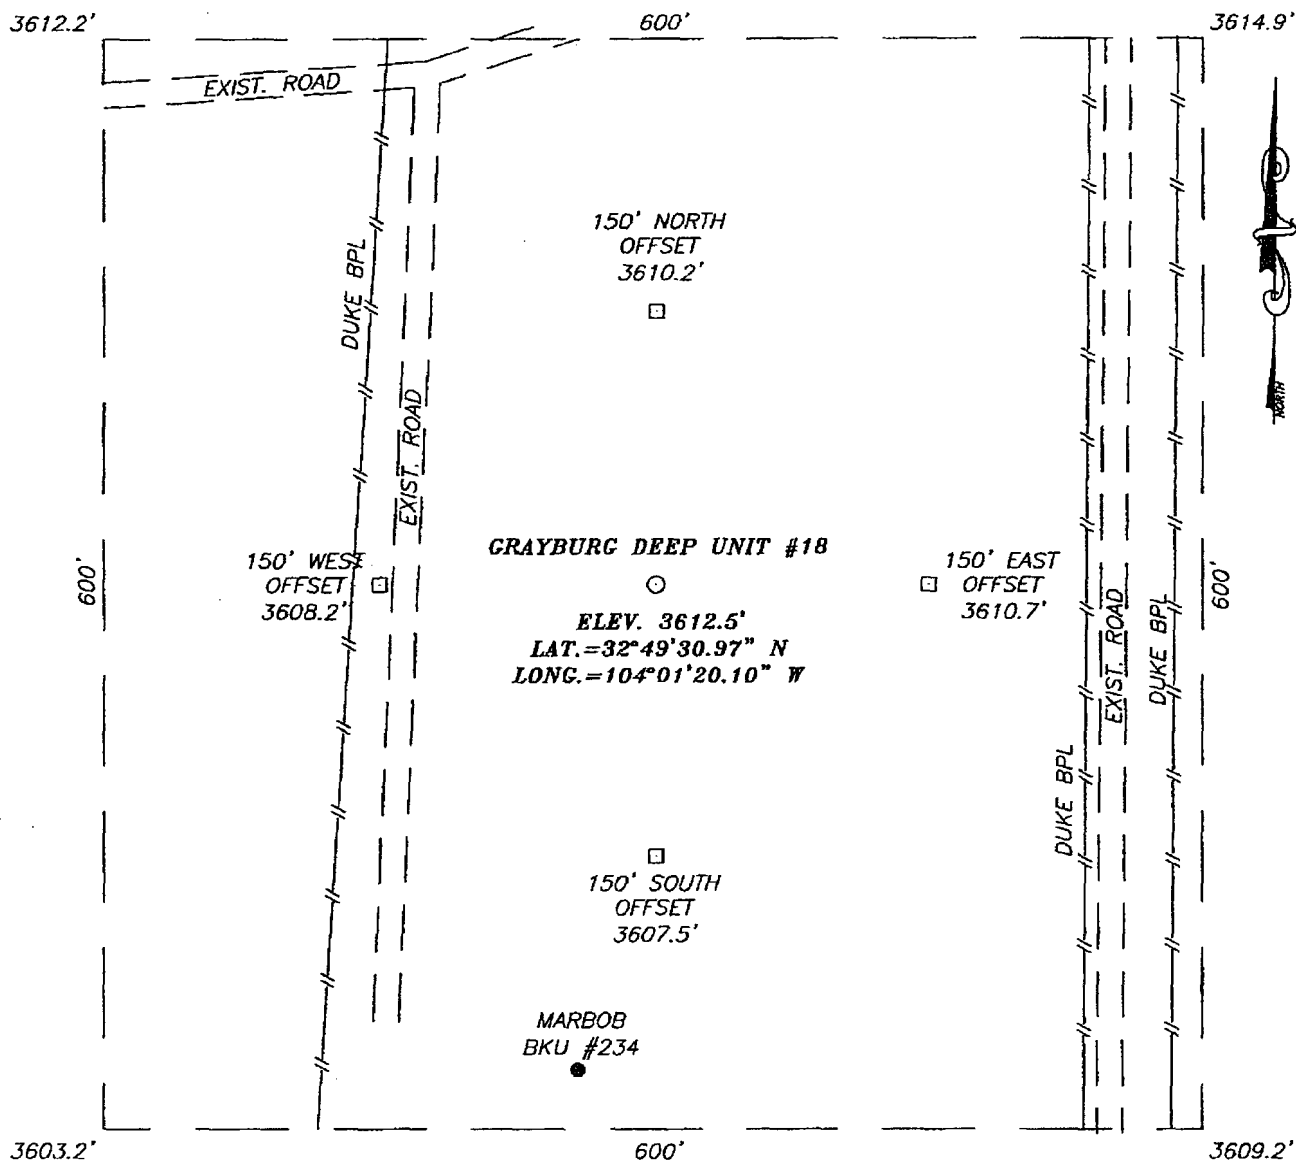 3612.2'
600'
3614.9'
EXIST. ROAD
150' NORTH
OFFSET
3610.2'
DUKE BPL
NORTH
EXIST. ROAD
GRAYBURG DEEP UNIT #18
150' WEST
OFFSET
3608.2'
150' EAST
OFFSET
3610.7'
600'
600'
ELEV. 3612.5'
LAT.=32°49'30.97" N
LONG.=104°01'20.10" W
EXIST. ROAD
DUKE BPL
DUKE BPL
150' SOUTH
OFFSET
3607.5'
MARBOB
BKU #234
3603.2'
600'
3609.2'